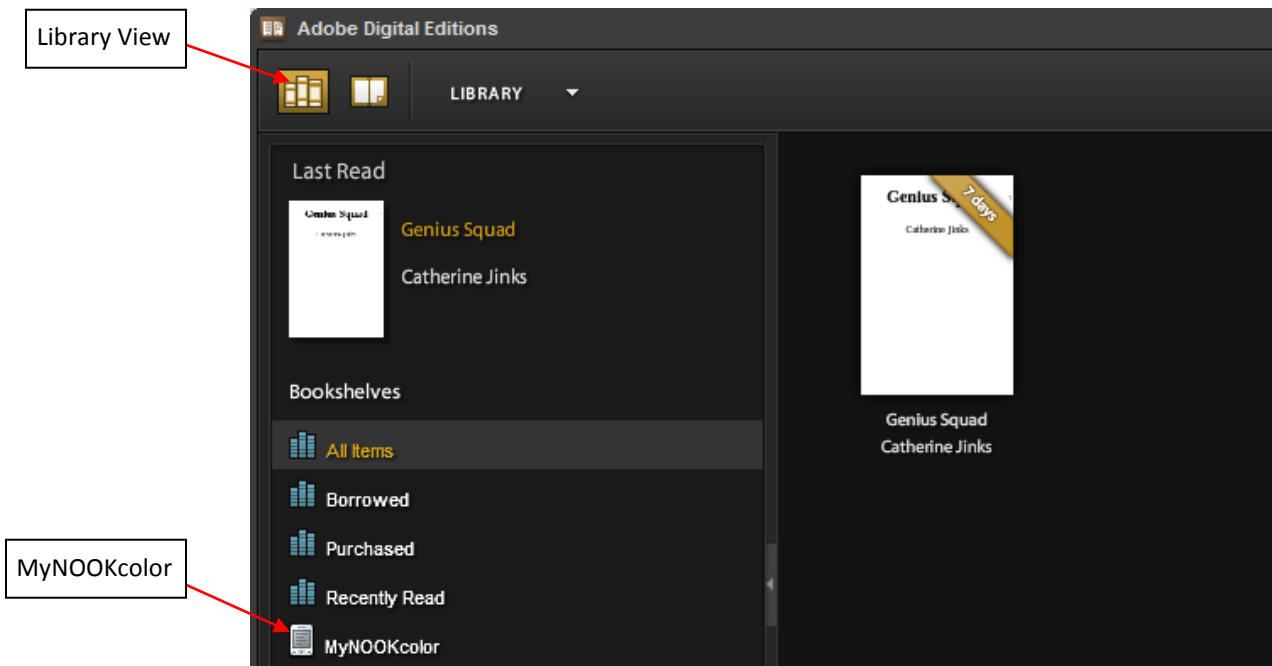 Library View
Adobe Digital Editions
LIBRARY
Last Read
Genius Squad
Genius Squad
Catherine Jinks
Bookshelves
All Items
Borrowed
Purchased
Recently Read
MyNOOKcolor
MyNOOKcolor
Genius S
7 days
Catherine Jinks
Genius Squad
Catherine Jinks